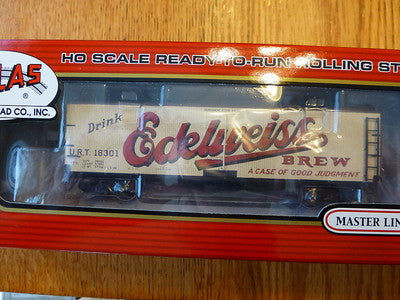 HO SCALE READY-TO-RUN ROLLING ST
LAS
®
AD CO., INC.
Drink
Edelweiss
BREW
U.R.T. 18301
A CASE OF GOOD JUDGMENT
MASTER LIN